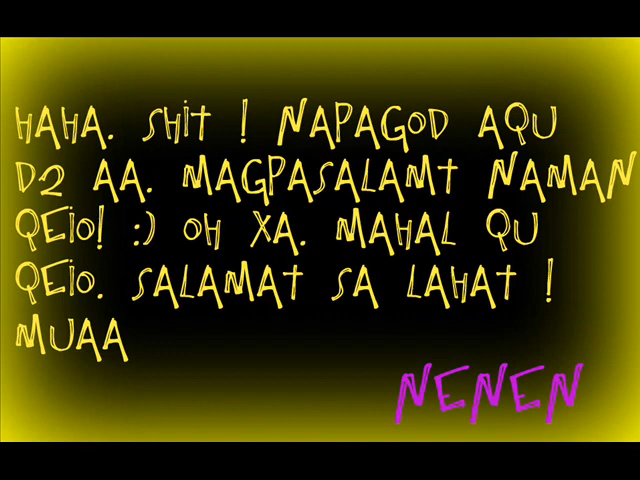 HAHA. SHIT ! NAPAGOD AQU
D2 AA. MAGPASALAMT NAMAN
QEIO! :) OH XA. MAHAL QU
QEIO. SALAMAT SA LAHAT !
MUAA
NENEN